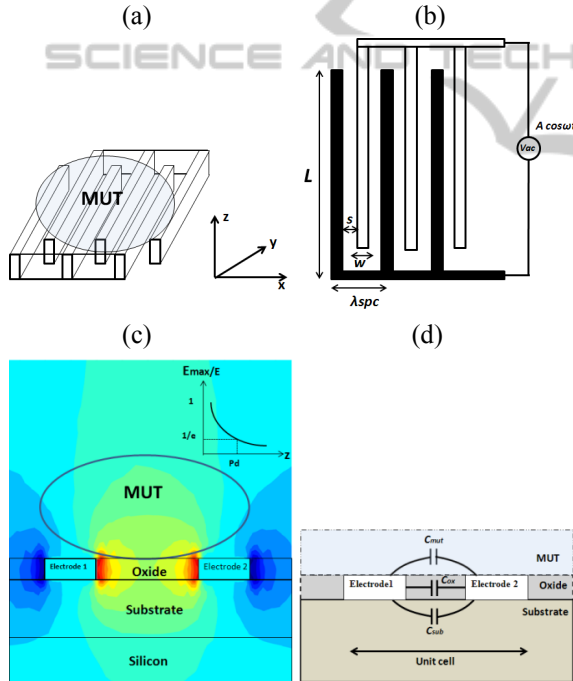 (a)
(b)
SCIENCE AND TECH
MUT
z
y
x
L
s
w
λspc
A cosωt
Vac
(c)
(d)
Emax/E
1
1/e
Pd
z
MUT
Electrode 1
Oxide
Electrode 2
Substrate
Silicon
Cmut
MUT
Electrode1
Cox
Electrode 2
Oxide
Substrate
Csub
Unit cell